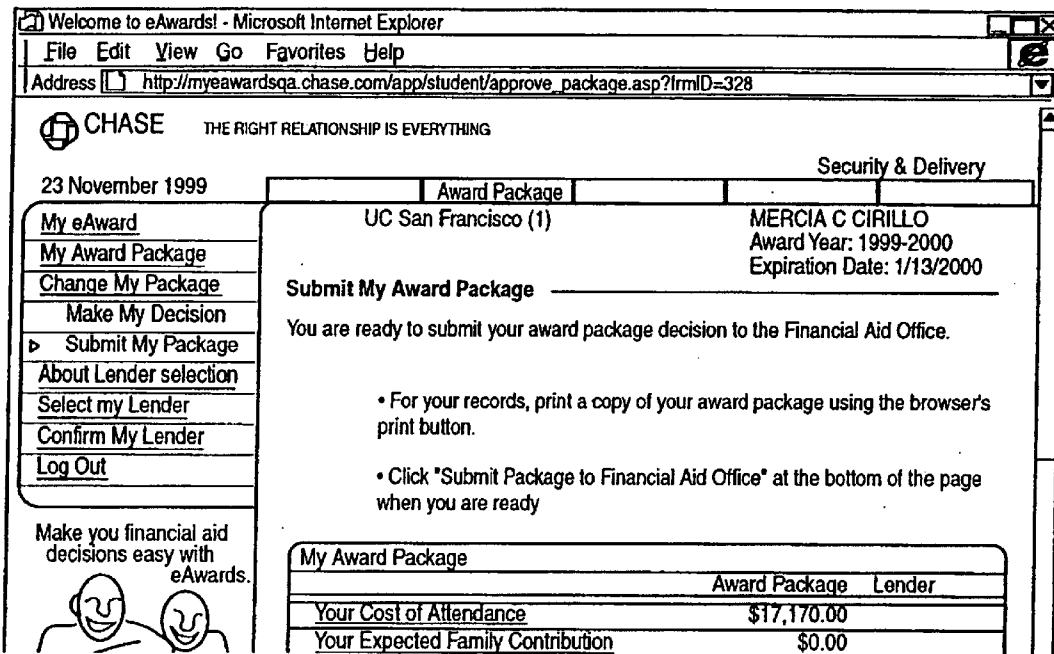 Welcome to eAwards! - Microsoft Internet Explorer
File Edit View Go Favorites Help
Address http://myeawardsqa.chase.com/app/student/approve_package.asp?frmID=328
CHASE THE RIGHT RELATIONSHIP IS EVERYTHING
Security & Delivery
23 November 1999
Award Package
My eAward
My Award Package
Change My Package
Make My Decision
Submit My Package
About Lender selection
Select my Lender
Confirm My Lender
Log Out
Make you financial aid
decisions easy with
eAwards.
UC San Francisco (1)
MERCIA C CIRILLO
Award Year: 1999-2000
Expiration Date: 1/13/2000
Submit My Award Package
You are ready to submit your award package decision to the Financial Aid Office.
• For your records, print a copy of your award package using the browser's
print button.
• Click "Submit Package to Financial Aid Office" at the bottom of the page
when you are ready
My Award Package
Award Package Lender
Your Cost of Attendance $17,170.00
Your Expected Family Contribution $0.00